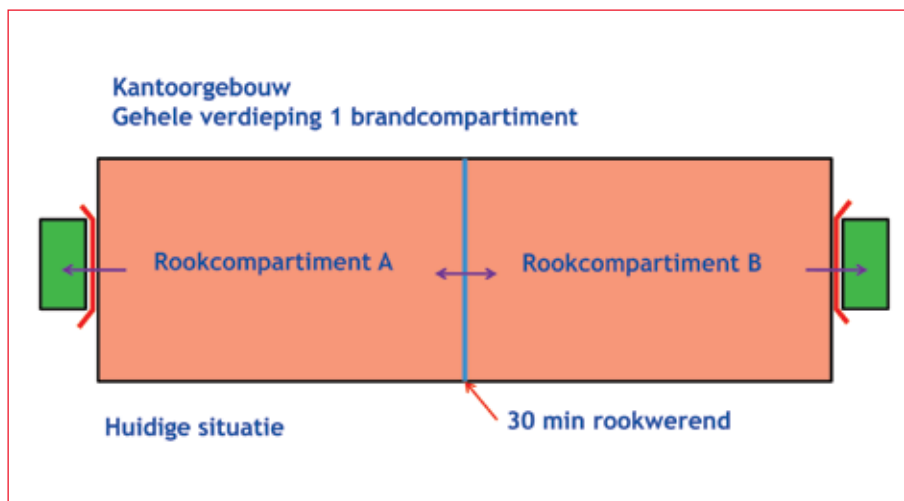 Kantoorgebouw
Gehele verdieping 1 brandcompartiment
Rookcompartiment A
Rookcompartiment B
Huidige situatie
30 min rookwerend